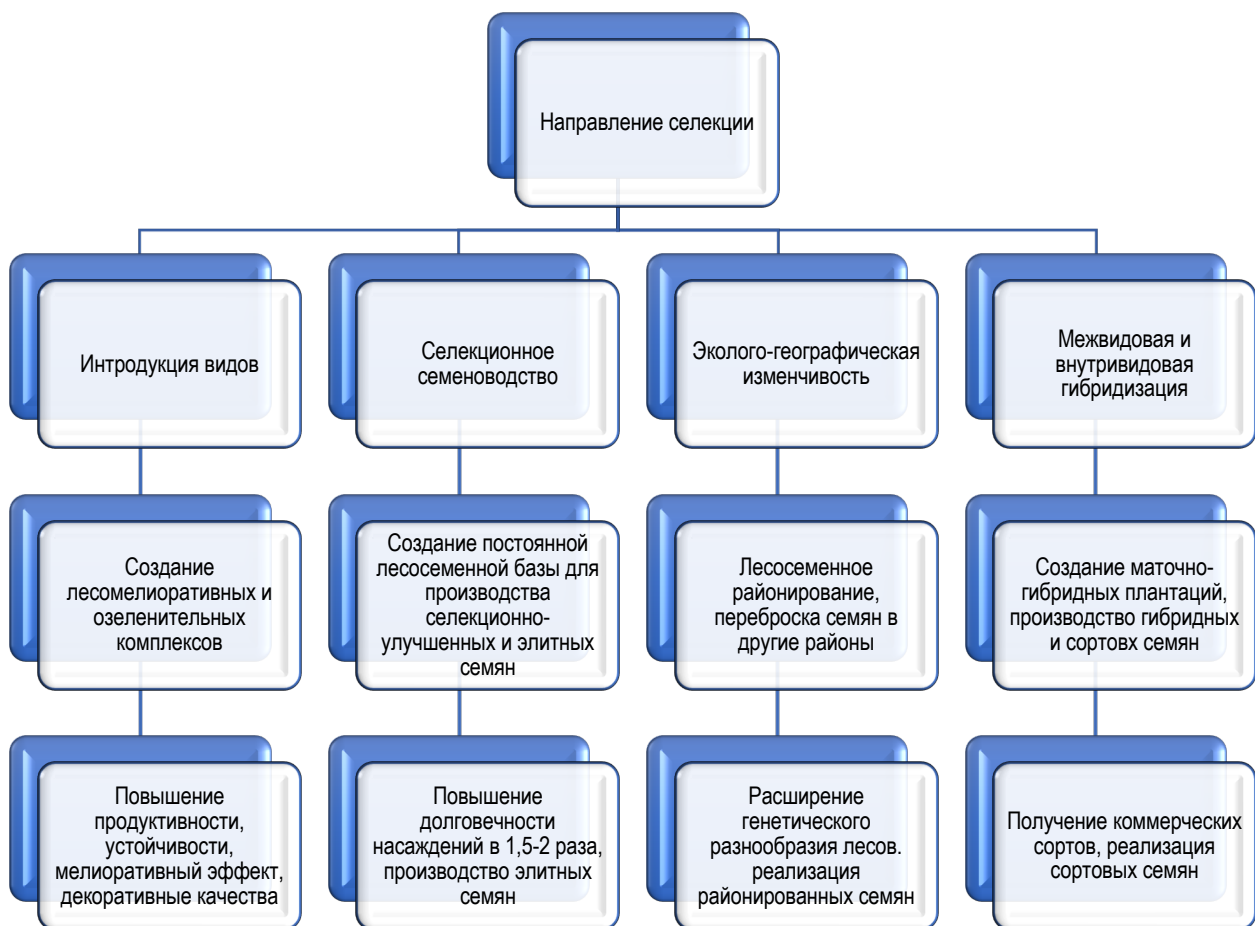 Направление селекции
Интродукция видов
Селекционное
семеноводство
Эколого-географическая
изменчивость
Межвидовая и
внутривидовая
гибридизация
Создание
лесомелиоративных и
озеленительных
комплексов
Создание постоянной
лесосеменной базы для
производства
селекционно-
улучшенных и элитных
семян
Лесосеменное
районирование,
переброска семян в
другие районы
Создание маточно-
гибридных плантаций,
производство гибридных
и сортовх семян
Повышение
продуктивности,
устойчивости,
мелиоративный эффект,
декоративные качества
Повышение
долговечности
насаждений в 1,5-2 раза,
производство элитных
семян
Расширение
генетического
разнообразия лесов.
реализация
районированных семян
Получение коммерческих
сортов, реализация
сортовых семян